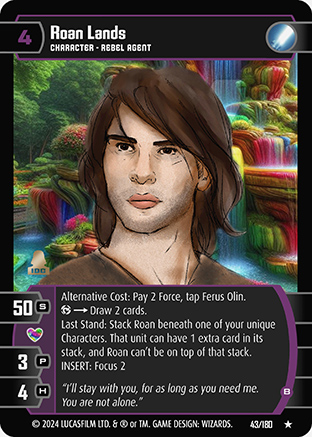 4
Roan Lands
CHARACTER - REBEL AGENT
IDC
50 S
3 P
4 H
Alternative Cost: Pay 2 Force, tap Ferus Olin.
→ Draw 2 cards.
Last Stand: Stack Roan beneath one of your unique
Characters. That unit can have 1 extra card in its
stack, and Roan can't be on top of that stack.
INSERT: Focus 2
"I'll stay with you, for as long as you need me.
You are not alone."
B
© 2024 LUCASFILM LTD. & ® or TM. GAME DESIGN: WIZARDS.
43/180 ★